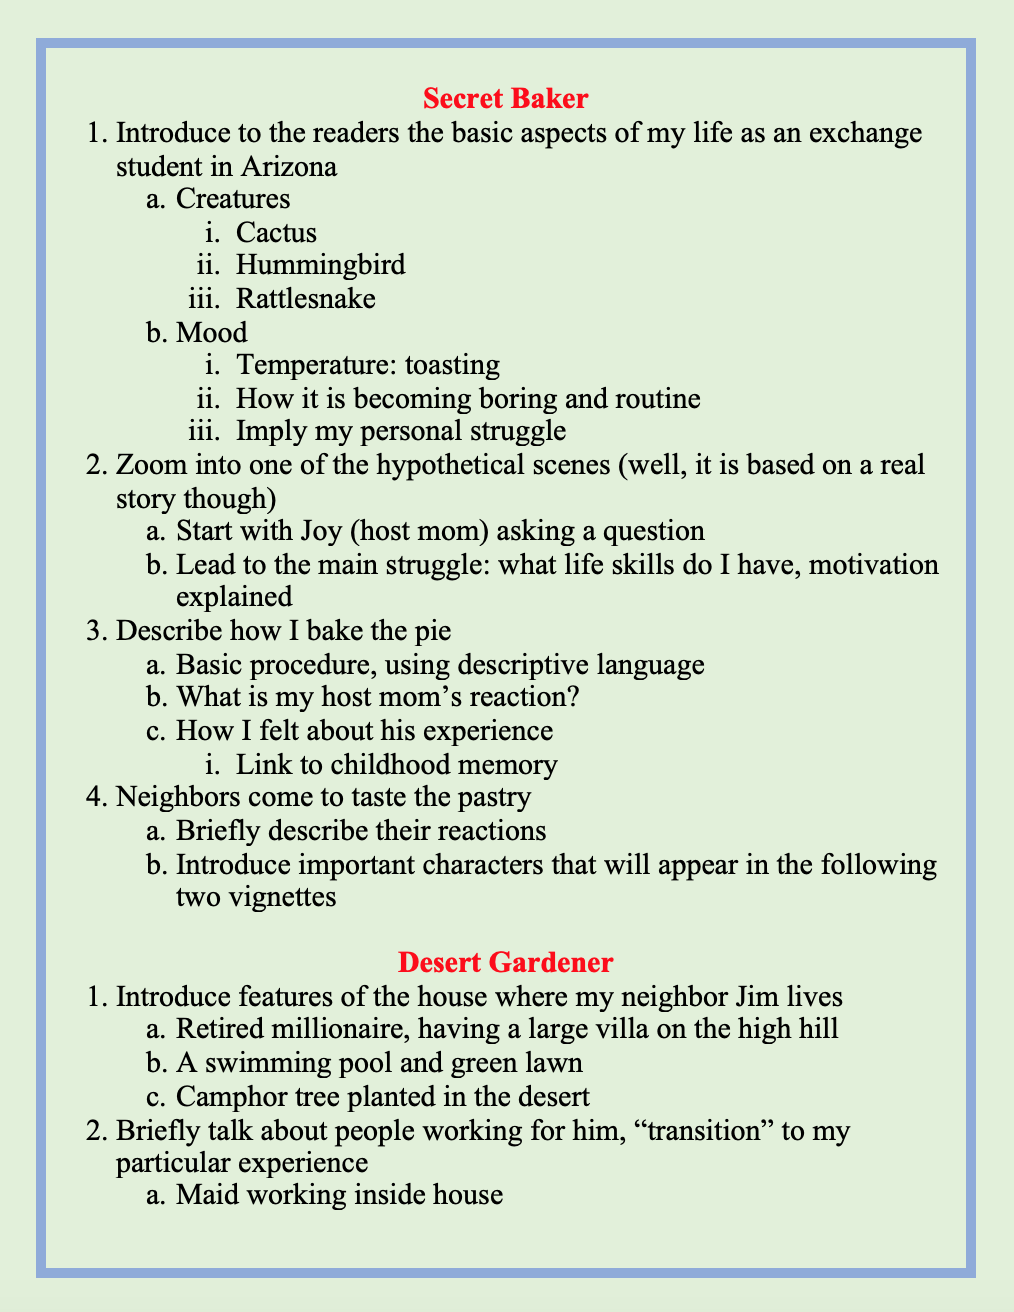 Secret Baker
1. Introduce to the readers the basic aspects of my life as an exchange
student in Arizona
a. Creatures
i. Cactus
ii. Hummingbird
iii. Rattlesnake
b. Mood
i. Temperature: toasting
ii. How it is becoming boring and routine
iii. Imply my personal struggle
2. Zoom into one of the hypothetical scenes (well, it is based on a real
story though)
a. Start with Joy (host mom) asking a question
b. Lead to the main struggle: what life skills do I have, motivation
explained
3. Describe how I bake the pie
a. Basic procedure, using descriptive language
b. What is my host mom’s reaction?
c. How I felt about his experience
i. Link to childhood memory
4. Neighbors come to taste the pastry
a. Briefly describe their reactions
b. Introduce important characters that will appear in the following
two vignettes
Desert Gardener
1. Introduce features of the house where my neighbor Jim lives
a. Retired millionaire, having a large villa on the high hill
b. A swimming pool and green lawn
c. Camphor tree planted in the desert
2. Briefly talk about people working for him, “transition” to my
particular experience
a. Maid working inside house